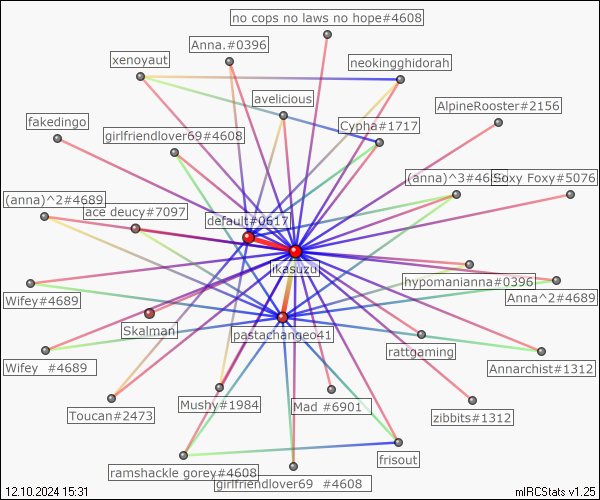 no cops no laws no hope#4608
Anna.#0396
xenoyaut
neokingghidorah
avelicious
AlpineRooster#2156
fakedingo
Cypha#1717
girlfriendlover69#4608
(anna)^3#4689
Soxy Foxy#5076
(anna)^2#4689
ace deucy#7097
default#0617
ikasuzu
hypomanianna#0396
Wifey#4689
Anna^2#4689
Skalman
pastachangeo41
rattgaming
Wifey #4689
Annarchist#1312
Toucan#2473
Mushy#1984
Mad #6901
zibbits#1312
frisout
ramshackle gorey#4608
girlfriendlover69 #4608
12.10.2024 15:31
mIRCStats v1.25